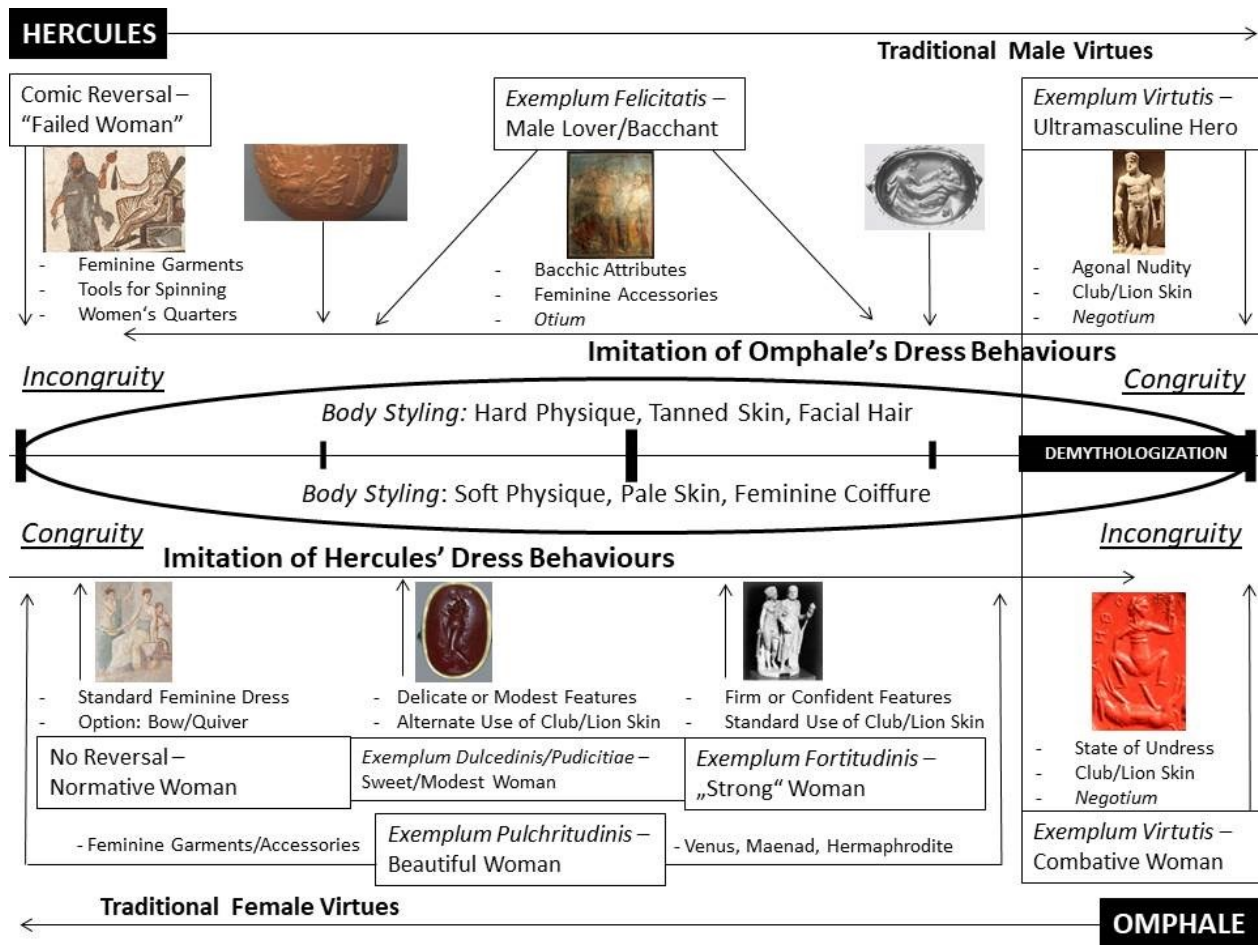 HERCULES
Traditional Male Virtues
Comic Reversal –
“Failed Woman”
Exemplum Felicitatis –
Male Lover/Bacchant
Exemplum Virtutis –
Ultramasculine Hero
- Feminine Garments
- Tools for Spinning
- Women‘s Quarters
- Bacchic Attributes
- Feminine Accessories
- Otium
- Agonal Nudity
- Club/Lion Skin
- Negotium
Imitation of Omphale’s Dress Behaviours
Incongruity
Congruity
Body Styling: Hard Physique, Tanned Skin, Facial Hair
DEMYTHOLOGIZATION
Body Styling: Soft Physique, Pale Skin, Feminine Coiffure
Congruity
Incongruity
Imitation of Hercules’ Dress Behaviours
- Standard Feminine Dress
- Option: Bow/Quiver
- Delicate or Modest Features
- Alternate Use of Club/Lion Skin
- Firm or Confident Features
- Standard Use of Club/Lion Skin
- State of Undress
- Club/Lion Skin
- Negotium
No Reversal –
Normative Woman
Exemplum Dulcedinis/Pudicitiae –
Sweet/Modest Woman
Exemplum Fortitudinis –
„Strong“ Woman
- Feminine Garments/Accessories
Exemplum Pulchritudinis –
Beautiful Woman
- Venus, Maenad, Hermaphrodite
Exemplum Virtutis –
Combative Woman
Traditional Female Virtues
OMPHALE